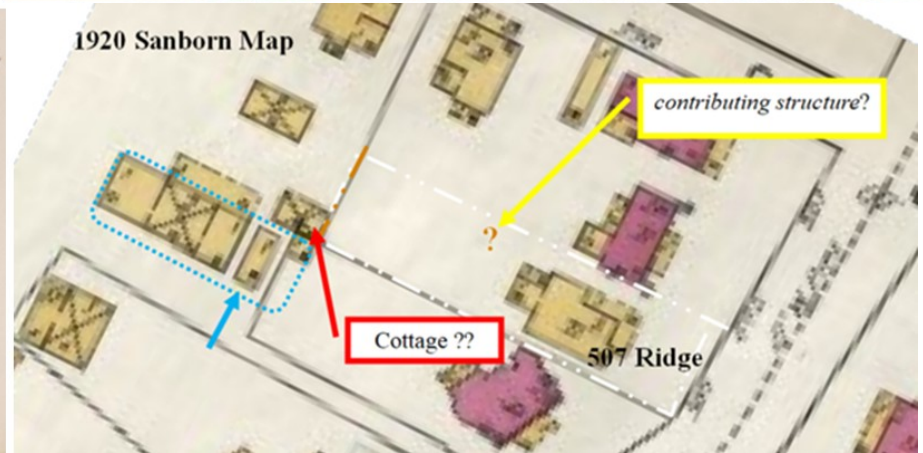 1920 Sanborn Map
contributing structure?
?
Cottage ??
507 Ridge